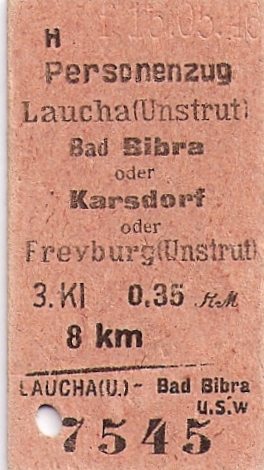 H
Personenzug
Laucha(Unstrut)
Bad Bibra
oder
Karsdorf
oder
Freyburg(Unstrut)
3. Kl 0.35 RM
8 km
LAUCHA(U.) - Bad Bibra
u.s.w
7545